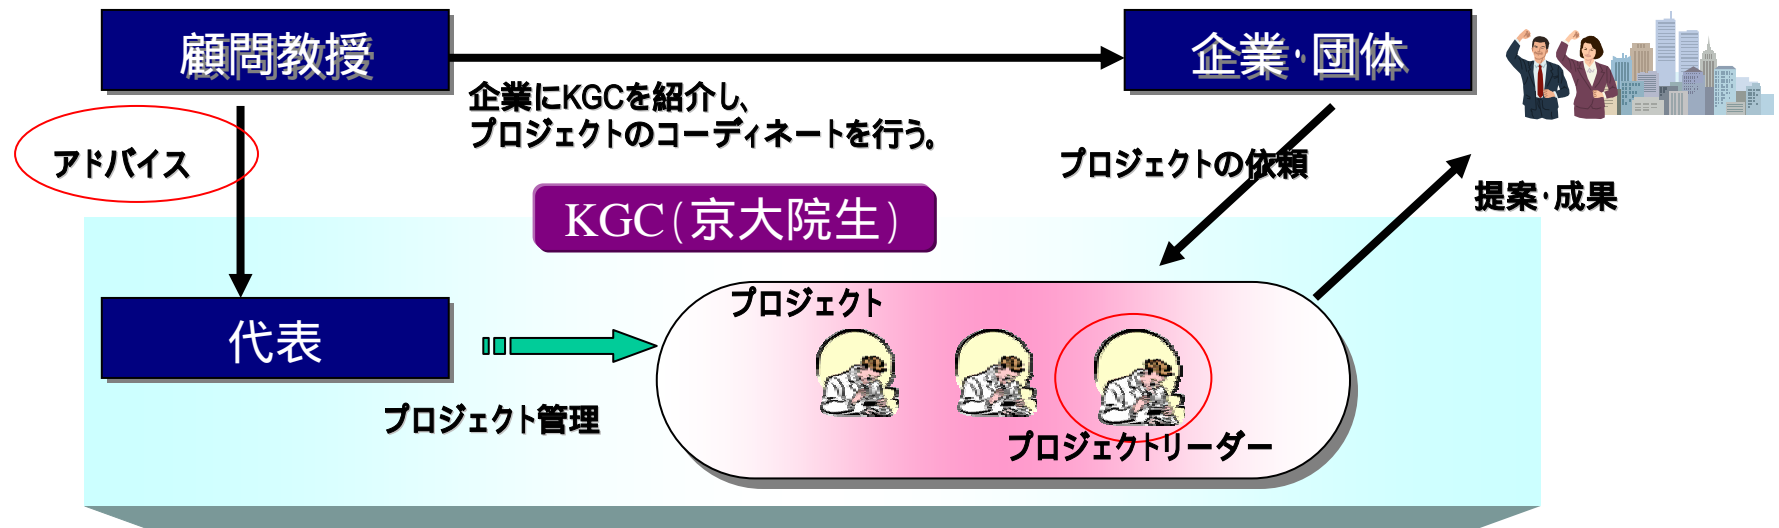 顧問教授
企業・団体
企業にKGCを紹介し、
プロジェクトのコーディネートを行う。
アドバイス
プロジェクトの依頼
提案・成果
KGC(京大院生)
プロジェクト
代表
プロジェクト管理
プロジェクトリーダー